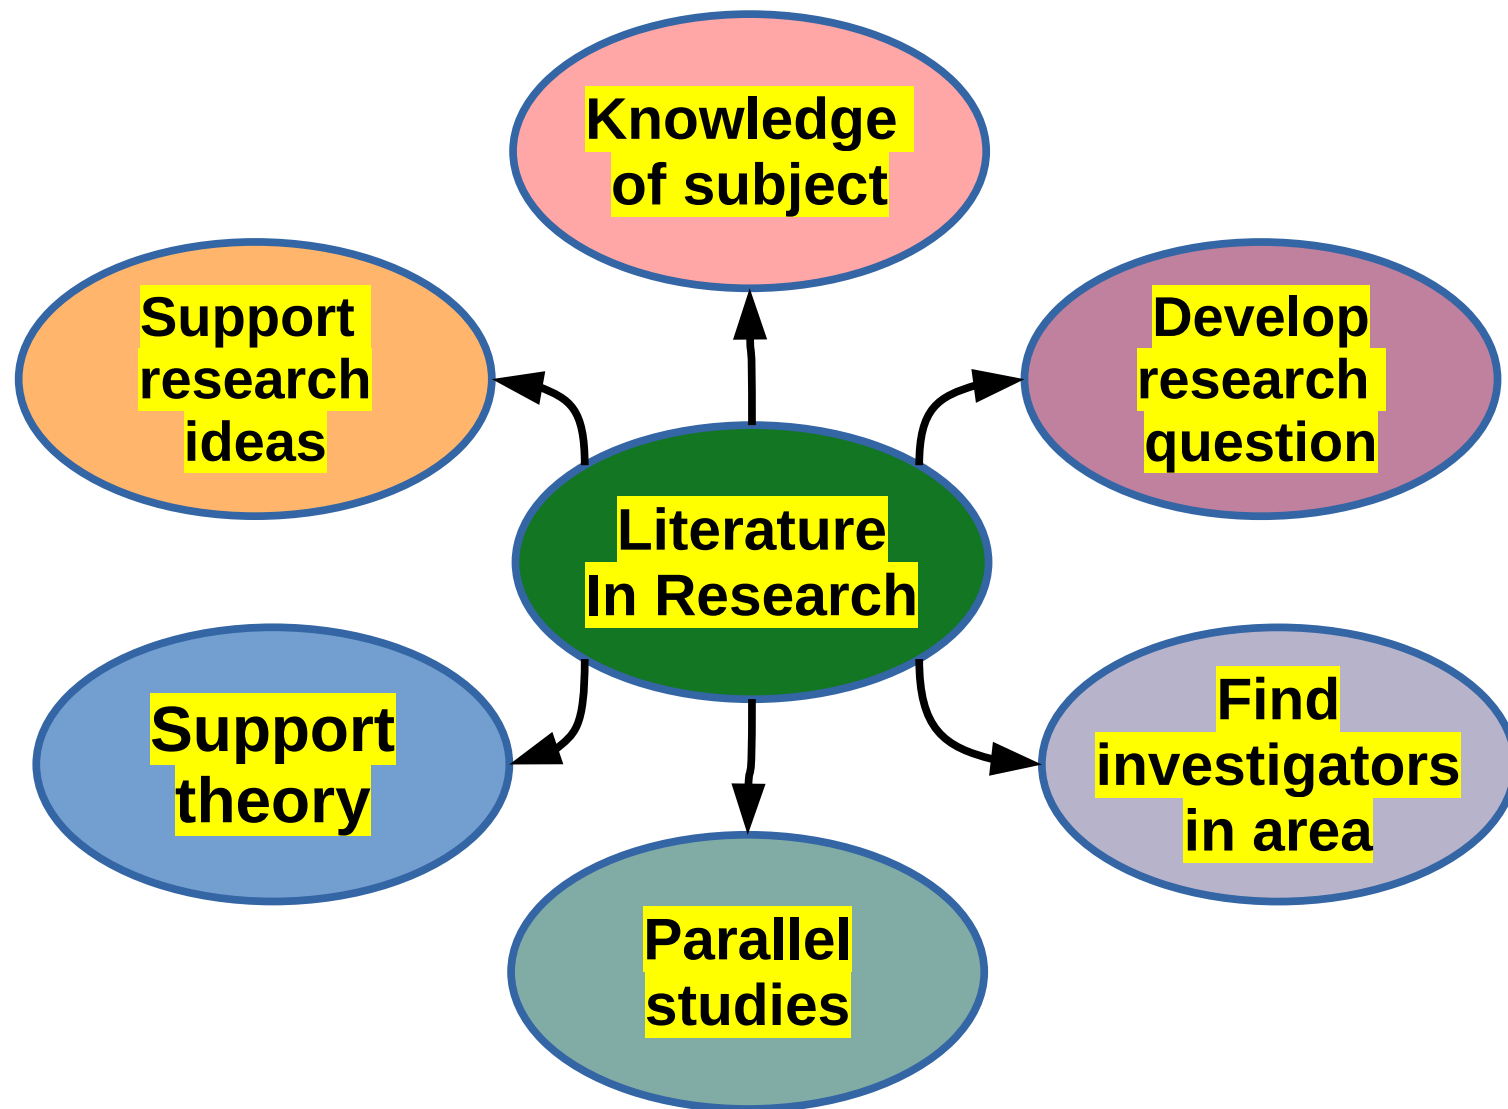 Knowledge
of subject
Support
research
ideas
Develop
research
question
Literature
In Research
Support
theory
Find
investigators
in area
Parallel
studies